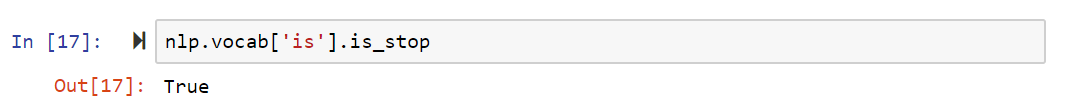 In [17]: nlp.vocab['is'].is_stop
Out[17]: True